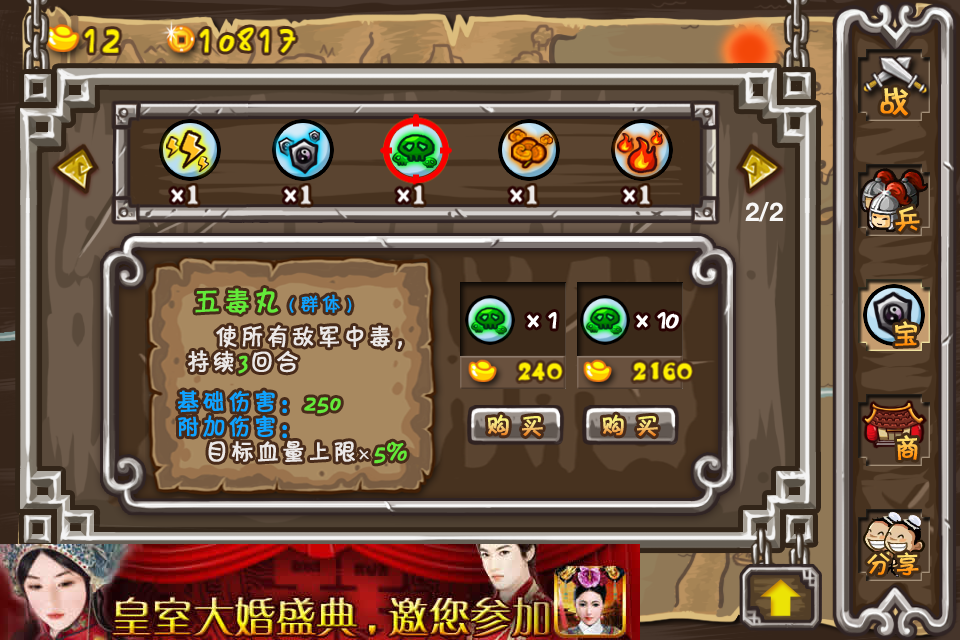 12 10817
战
×1 ×1 ×1 ×1 ×1
2/2
兵
五毒丸(群体)
使所有敌军中毒,
持续3回合
基础伤害: 250
附加伤害:
目标血量上限×5%
×1 ×10
240 2160
购买 购买
宝
商
分享
皇室大婚盛典,邀您参加